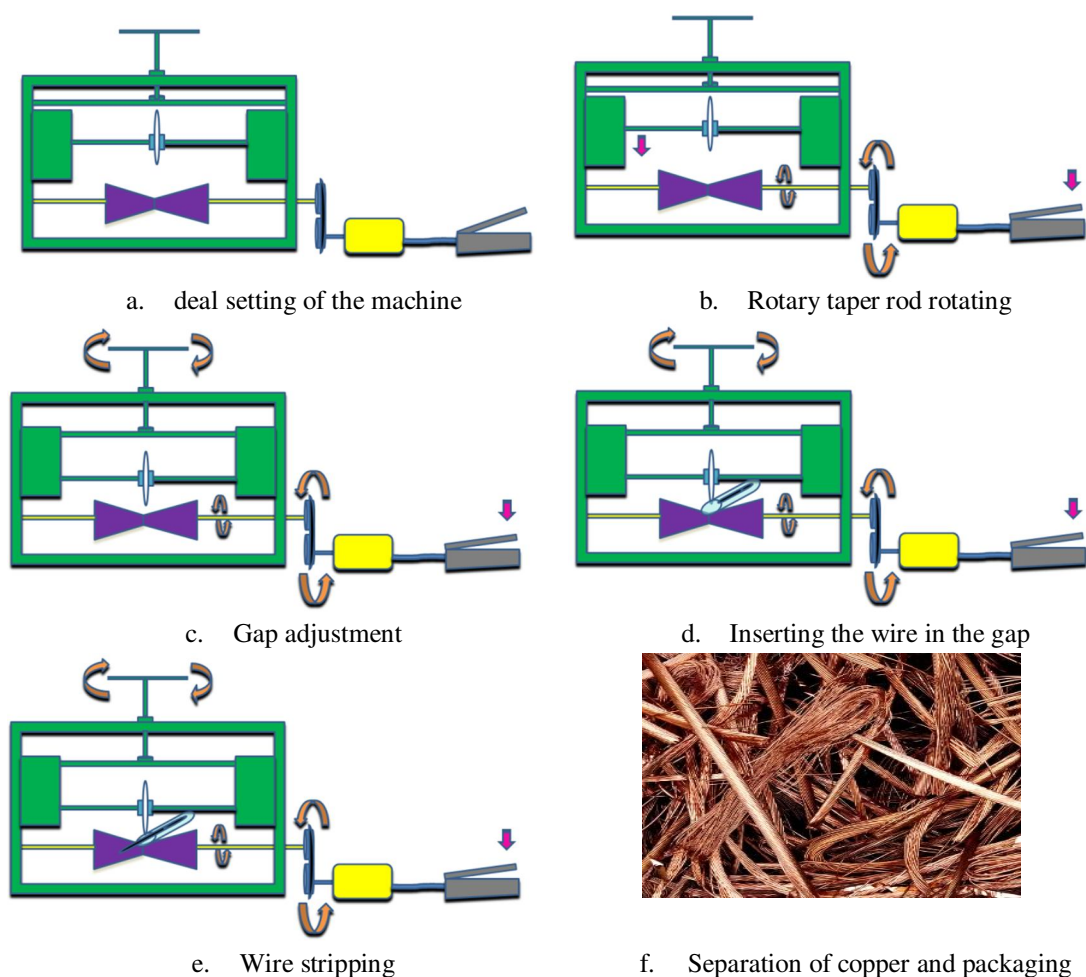 a. deal setting of the machine
b. Rotary taper rod rotating
c. Gap adjustment
d. Inserting the wire in the gap
e. Wire stripping
f. Separation of copper and packaging